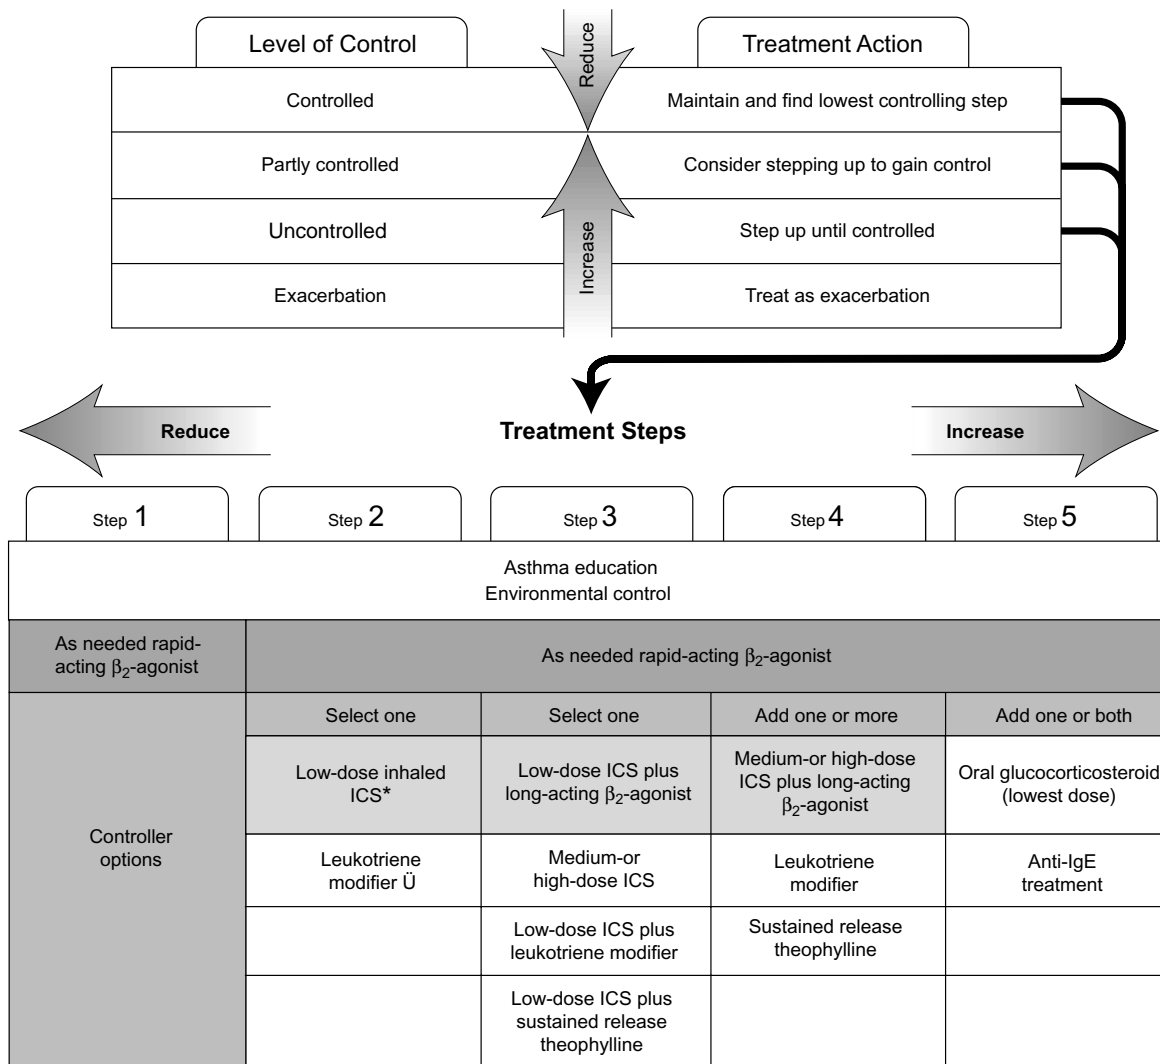 Level of Control
Reduce
Treatment Action
Controlled
Maintain and find lowest controlling step
Partly controlled
Consider stepping up to gain control
Uncontrolled
Increase
Step up until controlled
Exacerbation
Treat as exacerbation
Reduce
Treatment Steps
Increase
Step 1
Step 2
Step 3
Step 4
Step 5
Asthma education
Environmental control
As needed rapid-
acting β₂-agonist
As needed rapid-acting β₂-agonist
Controller
options
Select one
Select one
Add one or more
Add one or both
Low-dose inhaled
ICS*
Low-dose ICS plus
long-acting β₂-agonist
Medium-or high-dose
ICS plus long-acting
β₂-agonist
Oral glucocorticosteroid
(lowest dose)
Leukotriene
modifier Ü
Medium-or
high-dose ICS
Leukotriene
modifier
Anti-IgE
treatment
Low-dose ICS plus
leukotriene modifier
Sustained release
theophylline
Low-dose ICS plus
sustained release
theophylline